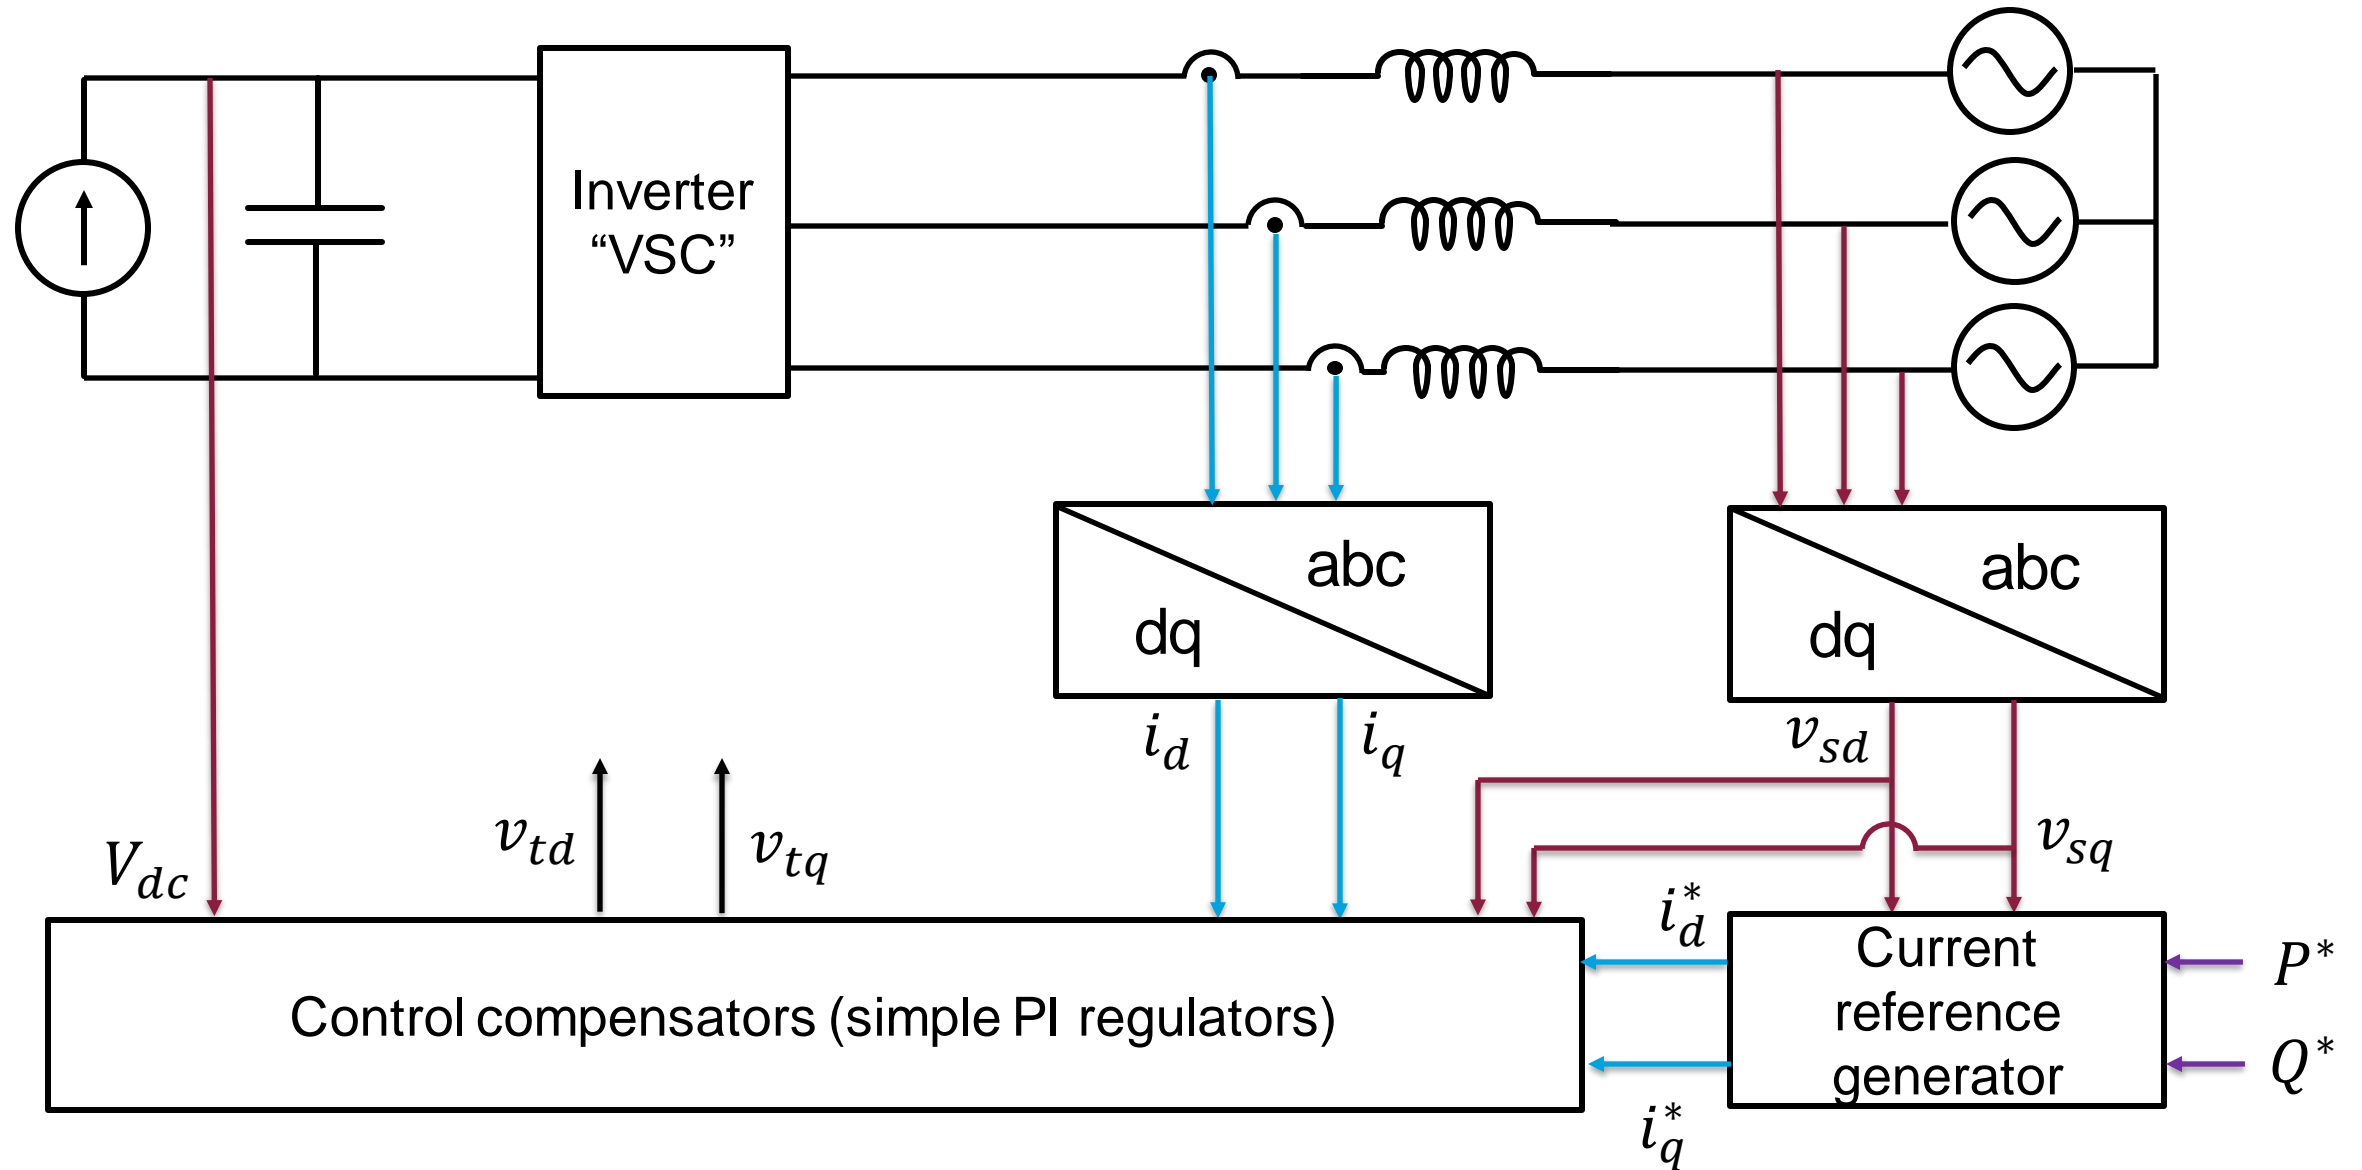 Inverter
“VSC”
abc
dq
abc
dq
i_d
i_q
v_sd
v_sq
V_dc
v_td
v_tq
i_d^*
i_q^*
Control compensators (simple PI regulators)
Current
reference
generator
P^*
Q^*